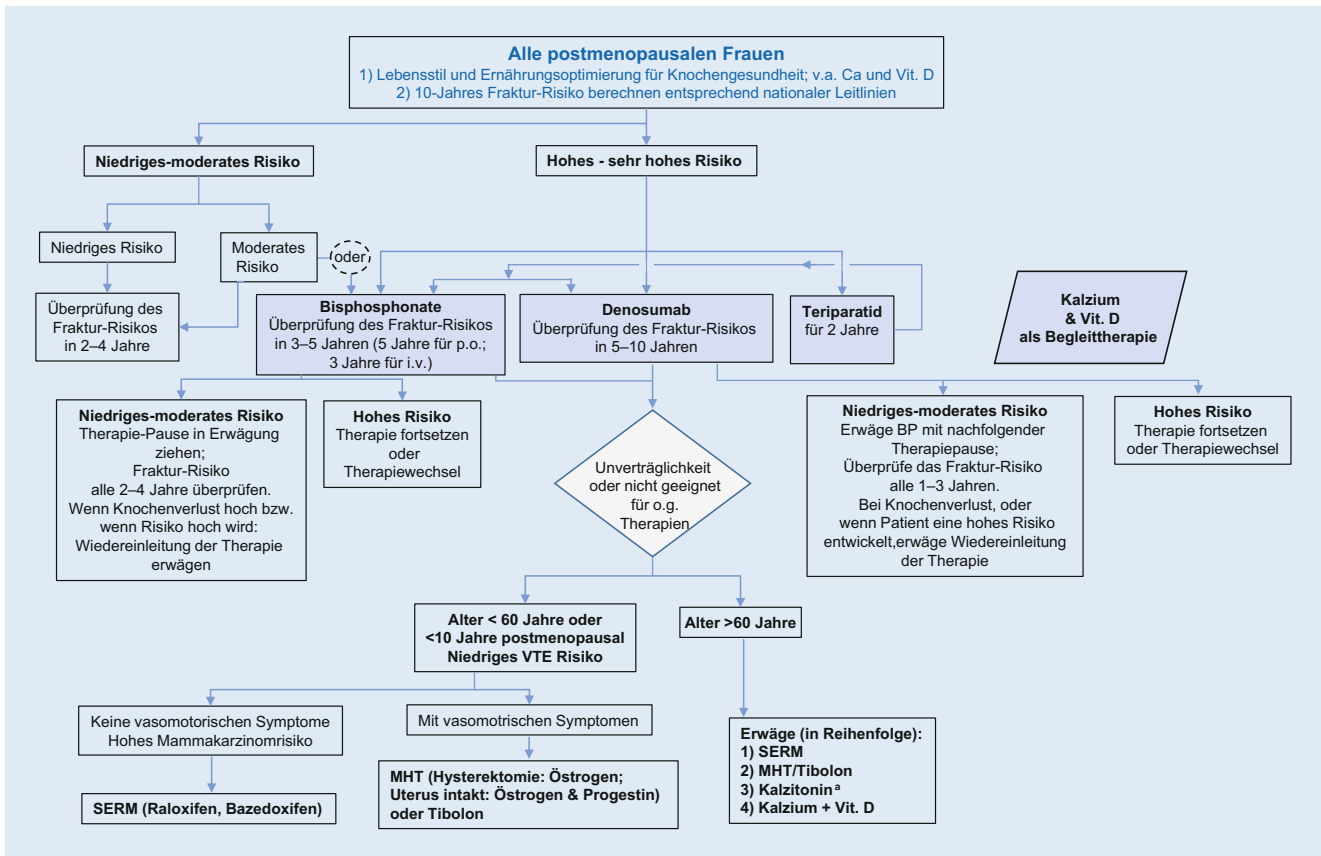 Alle postmenopausalen Frauen
1) Lebensstil und Ernährungsoptimierung für Knochengesundheit; v.a. Ca und Vit. D
2) 10-Jahres Fraktur-Risiko berechnen entsprechend nationaler Leitlinien
Niedriges-moderates Risiko
Hohes - sehr hohes Risiko
Niedriges Risiko
Moderates
Risiko
oder
Überprüfung des
Fraktur-Risikos
in 2–4 Jahre
Bisphosphonate
Überprüfung des Fraktur-Risikos
in 3–5 Jahren (5 Jahre für p.o.;
3 Jahre für i.v.)
Denosumab
Überprüfung des Fraktur-Risikos
in 5–10 Jahren
Teriparatid
für 2 Jahre
Kalzium
& Vit. D
als Begleittherapie
Niedriges-moderates Risiko
Therapie-Pause in Erwägung
ziehen;
Fraktur-Risiko
alle 2–4 Jahre überprüfen.
Wenn Knochenverlust hoch bzw.
wenn Risiko hoch wird:
Wiedereinleitung der Therapie
erwägen
Hohes Risiko
Therapie fortsetzen
oder
Therapiewechsel
Unverträglichkeit
oder nicht geeignet
für o.g.
Therapien
Niedriges-moderates Risiko
Erwäge BP mit nachfolgender
Therapiepause;
Überprüfe das Fraktur-Risiko
alle 1–3 Jahren.
Bei Knochenverlust, oder
wenn Patient eine hohes Risiko
entwickelt,erwäge Wiedereinleitung
der Therapie
Hohes Risiko
Therapie fortsetzen
oder Therapiewechsel
Alter < 60 Jahre oder
<10 Jahre postmenopausal
Niedriges VTE Risiko
Alter >60 Jahre
Keine vasomotorischen Symptome
Hohes Mammakarzinomrisiko
Mit vasomotrischen Symptomen
SERM (Raloxifen, Bazedoxifen)
MHT (Hysterektomie: Östrogen;
Uterus intakt: Östrogen & Progestin)
oder Tibolon
Erwäge (in Reihenfolge):
1) SERM
2) MHT/Tibolon
3) Kalzitonin ᵃ
4) Kalzium + Vit. D